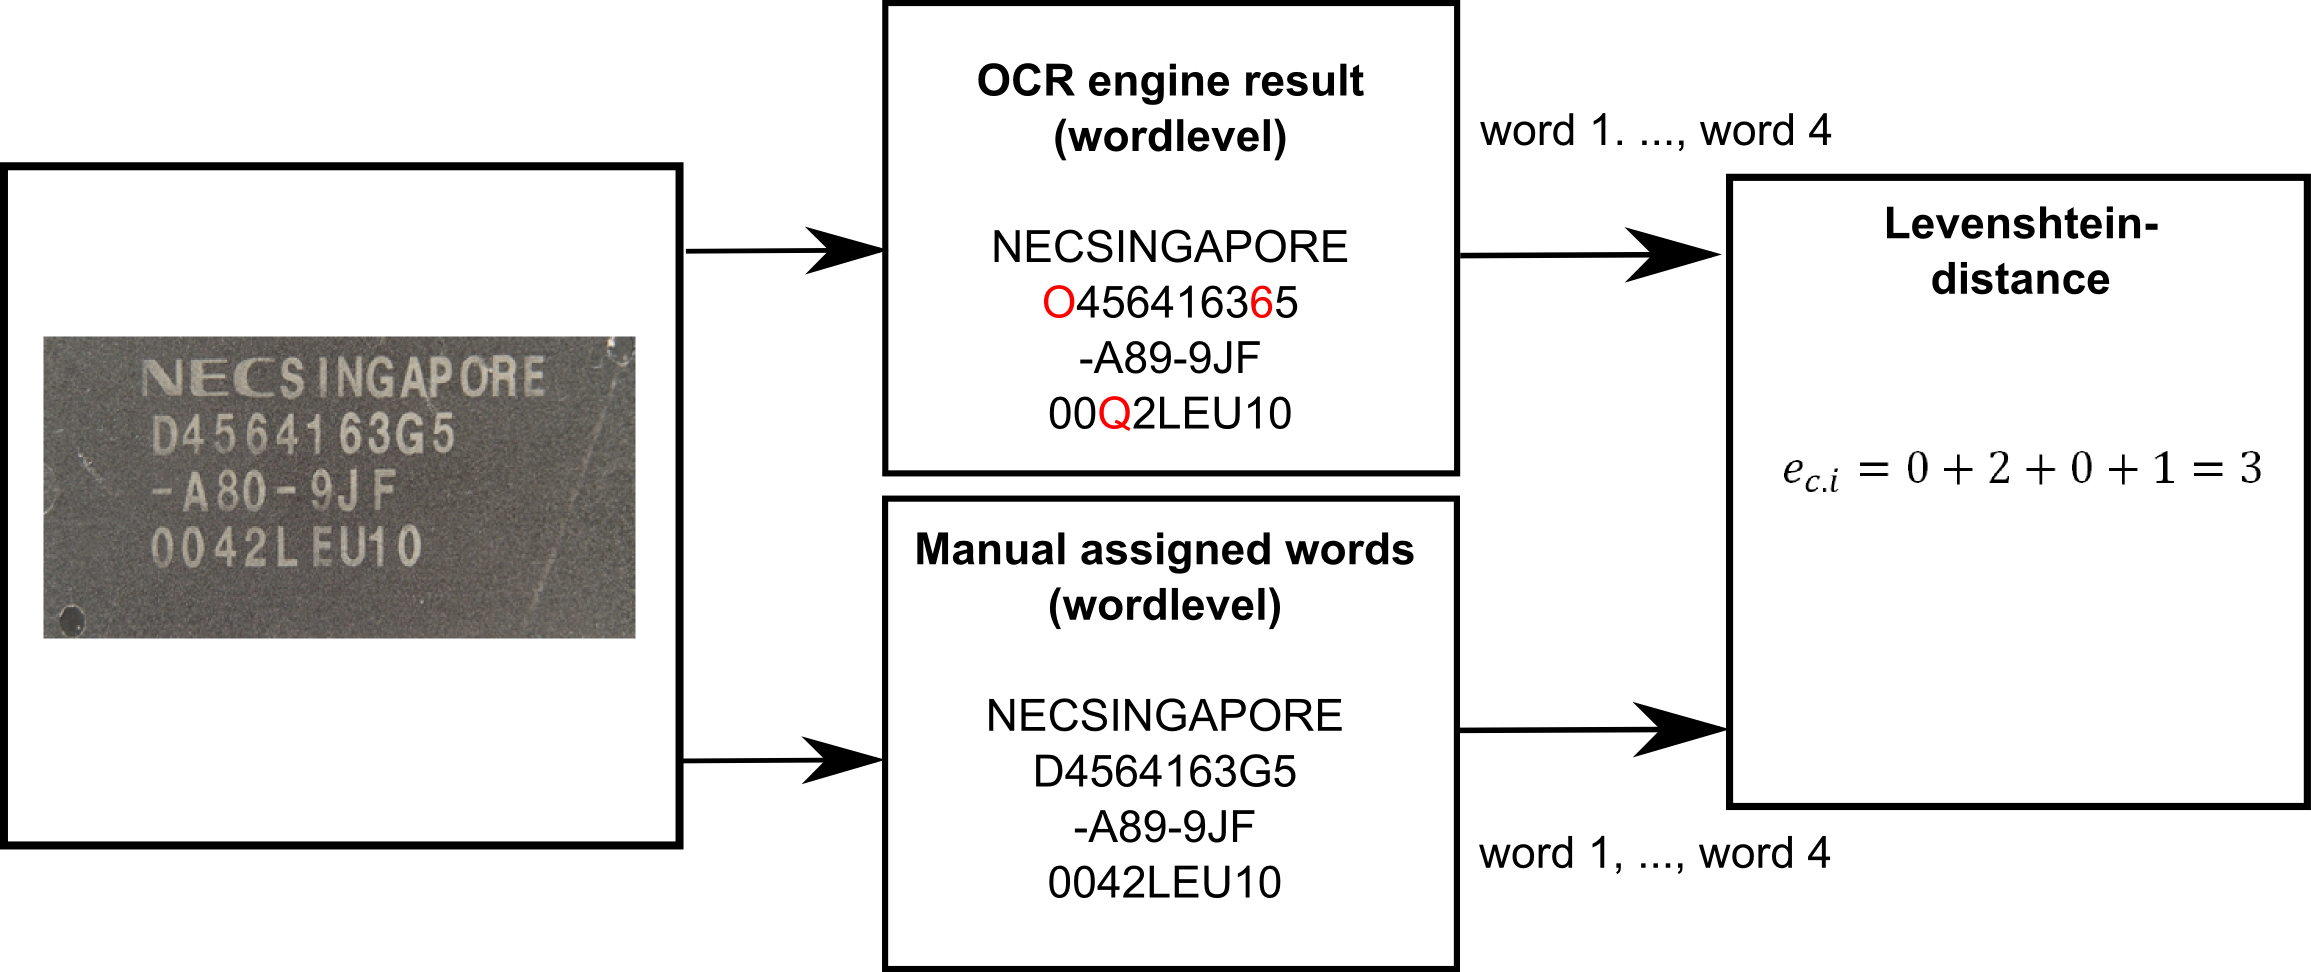 NECSINGAPORE
D4564163G5
-A80-9JF
0042LEU10
OCR engine result
(wordlevel)
NECSINGAPORE
O456416365
-A89-9JF
00Q2LEU10
word 1. ..., word 4
Manual assigned words
(wordlevel)
NECSINGAPORE
D4564163G5
-A89-9JF
0042LEU10
word 1, ..., word 4
Levenshtein-
distance
e_{c.i} = 0 + 2 + 0 + 1 = 3